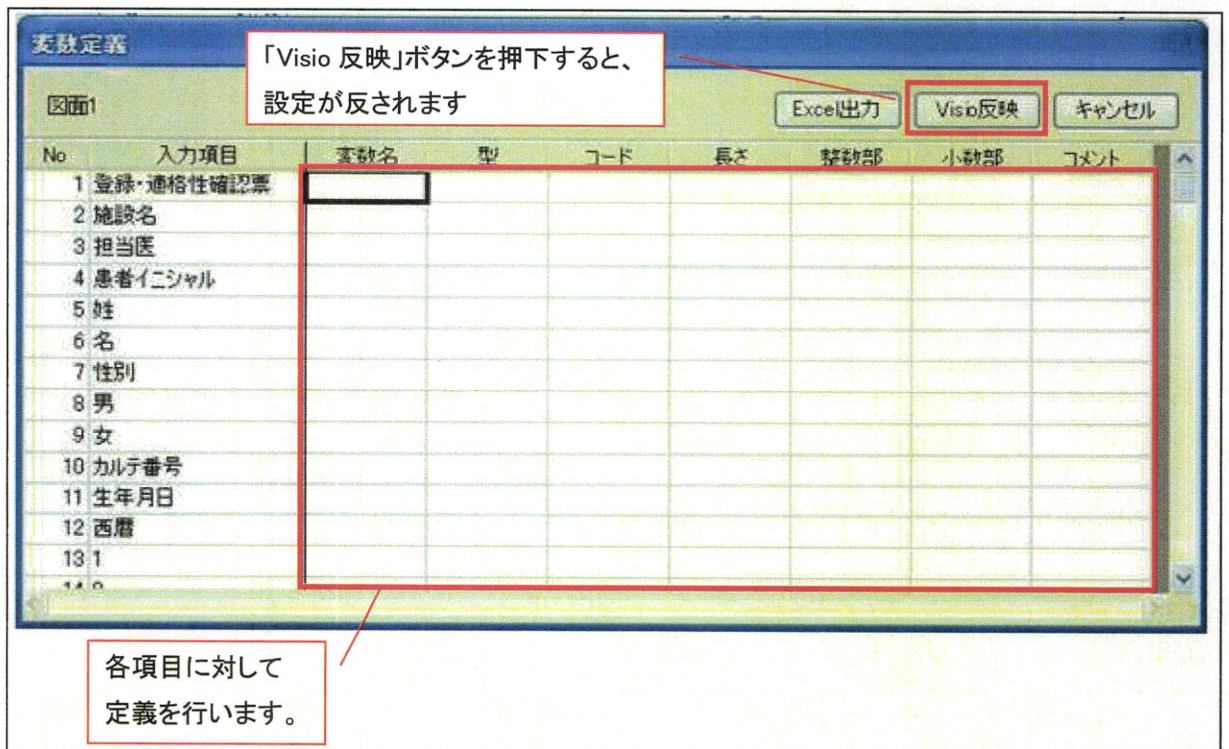 変数定義
「Visio 反映」ボタンを押下すると、
設定が反されます
図面1
Excel出力 Visio反映 キャンセル
No 入力項目 変数名 型 コード 長さ 整数部 小数部 コメント
1 登録・適格性確認票
2 施設名
3 担当医
4 患者イニシャル
5 姓
6 名
7 性別
8 男
9 女
10 カルテ番号
11 生年月日
12 西暦
13 1
各項目に対して
定義を行います。